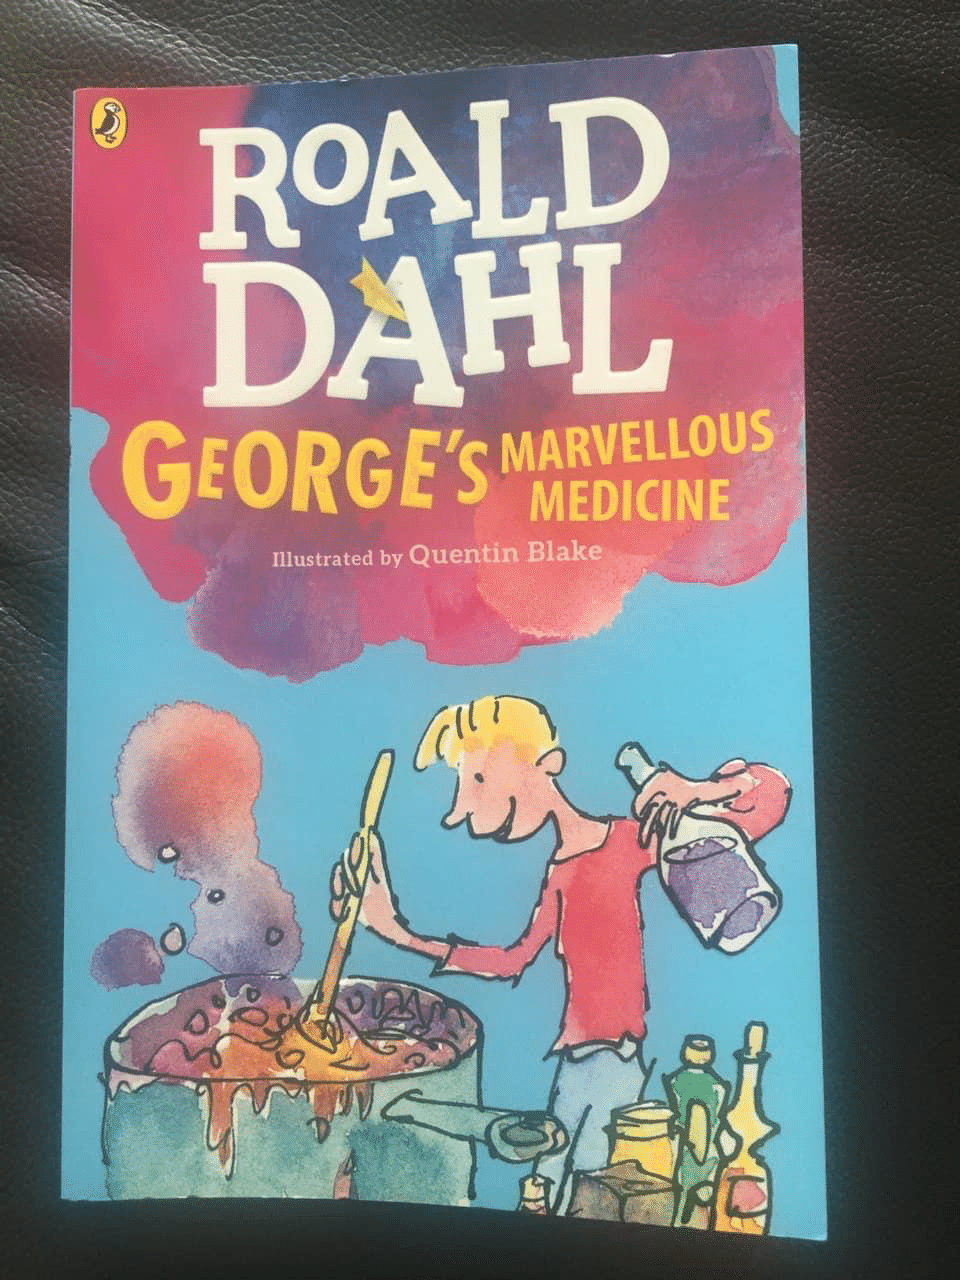 ROALD
DAHL
GEORGE'S MARVELLOUS
MEDICINE
Illustrated by Quentin Blake